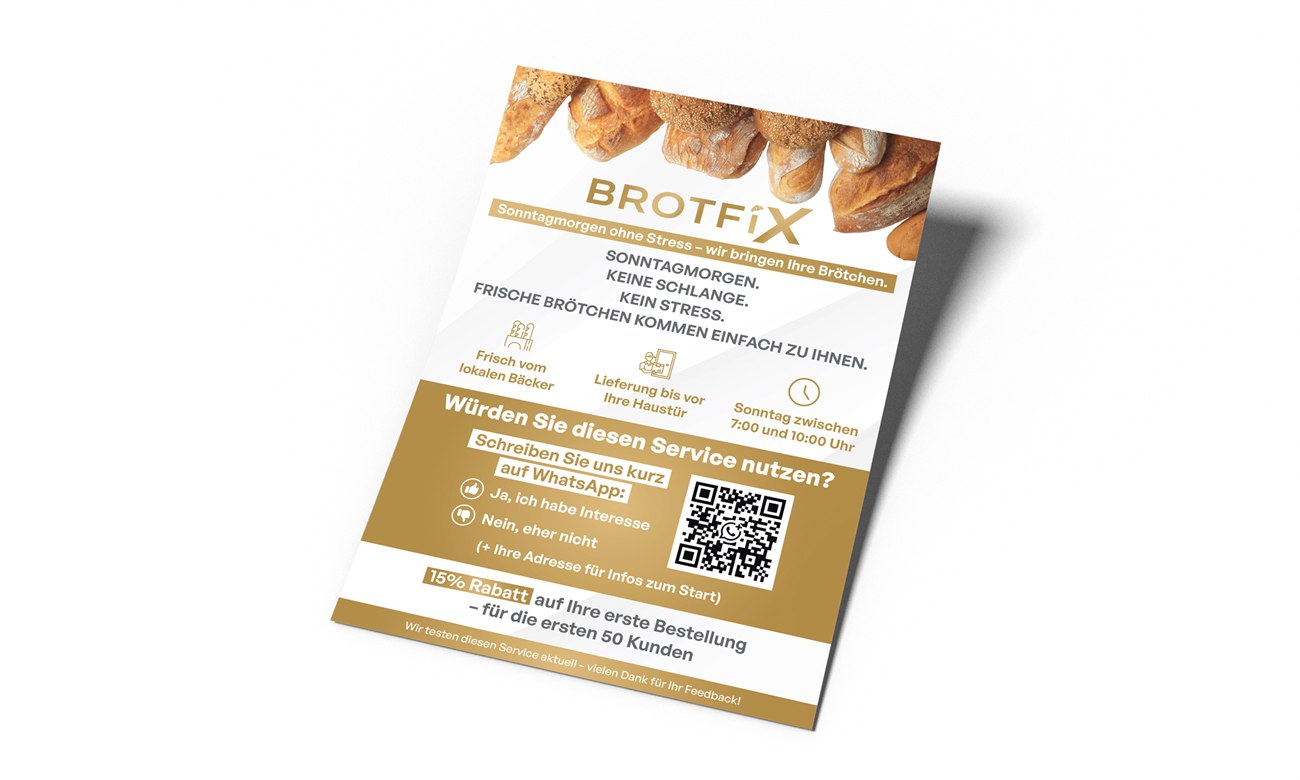 BROTFiX
Sonntagmorgen ohne Stress – wir bringen Ihre Brötchen.
SONNTAGMORGEN.
KEINE SCHLANGE.
KEIN STRESS.
FRISCHE BRÖTCHEN KOMMEN EINFACH ZU IHNEN.
Frisch vom
lokalen Bäcker
Lieferung bis vor
Ihre Haustür
Sonntag zwischen
7:00 und 10:00 Uhr
Würden Sie diesen Service nutzen?
Schreiben Sie uns kurz
auf WhatsApp:
Ja, ich habe Interesse
Nein, eher nicht
(+ Ihre Adresse für Infos zum Start)
15% Rabatt auf Ihre erste Bestellung
– für die ersten 50 Kunden
Wir testen diesen Service aktuell – vielen Dank für Ihr Feedback!